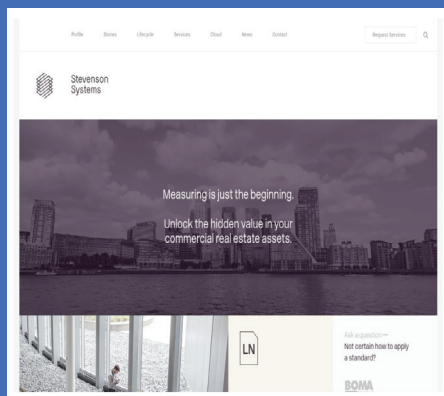 Profile Stories Lifecycle Services Cloud News Contact Request Services
Stevenson
Systems
Measuring is just the beginning.
Unlock the hidden value in your
commercial real estate assets.
LN
Ask a question —
Not certain how to apply
a standard?
BOMA